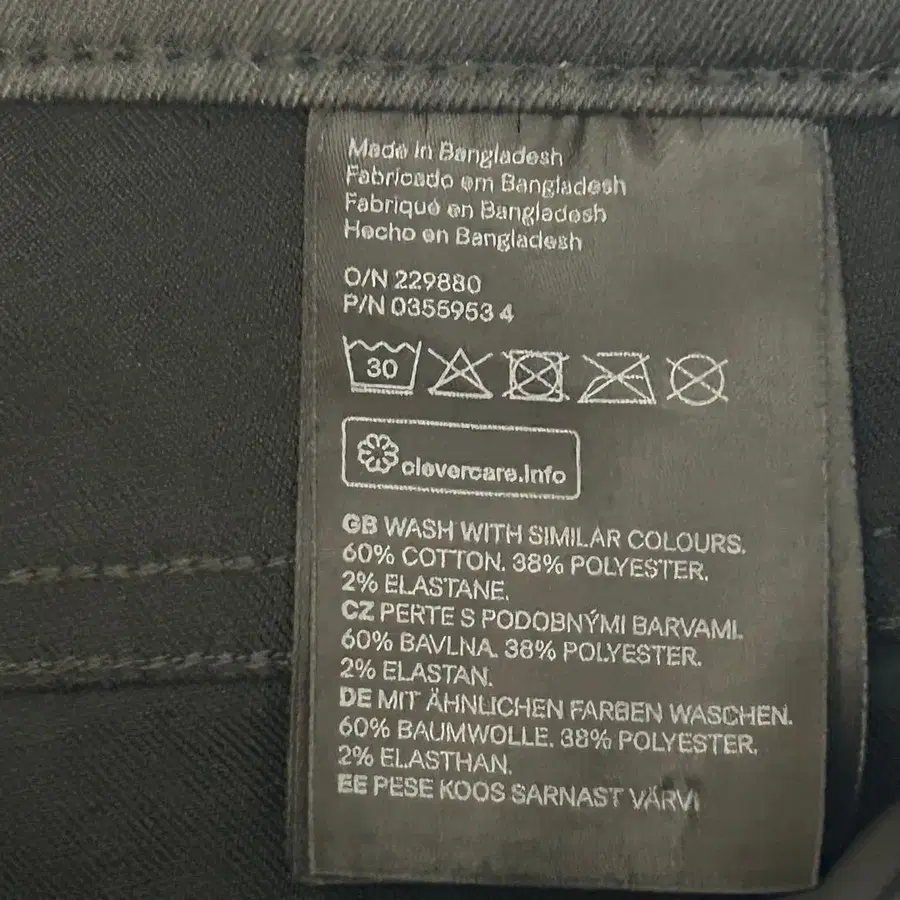 Made in Bangladesh
Fabricado em Bangladesh
Fabriqué en Bangladesh
Hecho en Bangladesh
O/N 229880
P/N 0355953 4
30
clevercare.info
GB WASH WITH SIMILAR COLOURS.
60% COTTON. 38% POLYESTER.
2% ELASTANE.
CZ PERTE S PODOBNÝMI BARVAMI.
60% BAVLNA. 38% POLYESTER.
2% ELASTAN.
DE MIT ÄHNLICHEN FARBEN WASCHEN.
60% BAUMWOLLE. 38% POLYESTER.
2% ELASTHAN.
EE PESE KOOS SARNAST VÄRVI